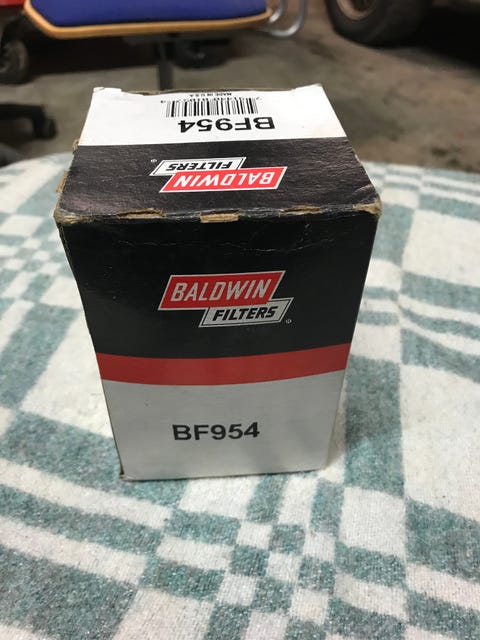 MADE IN U.S.A.
BF954
BALDWIN
FILTERS
®
BALDWIN
FILTERS
®
BF954